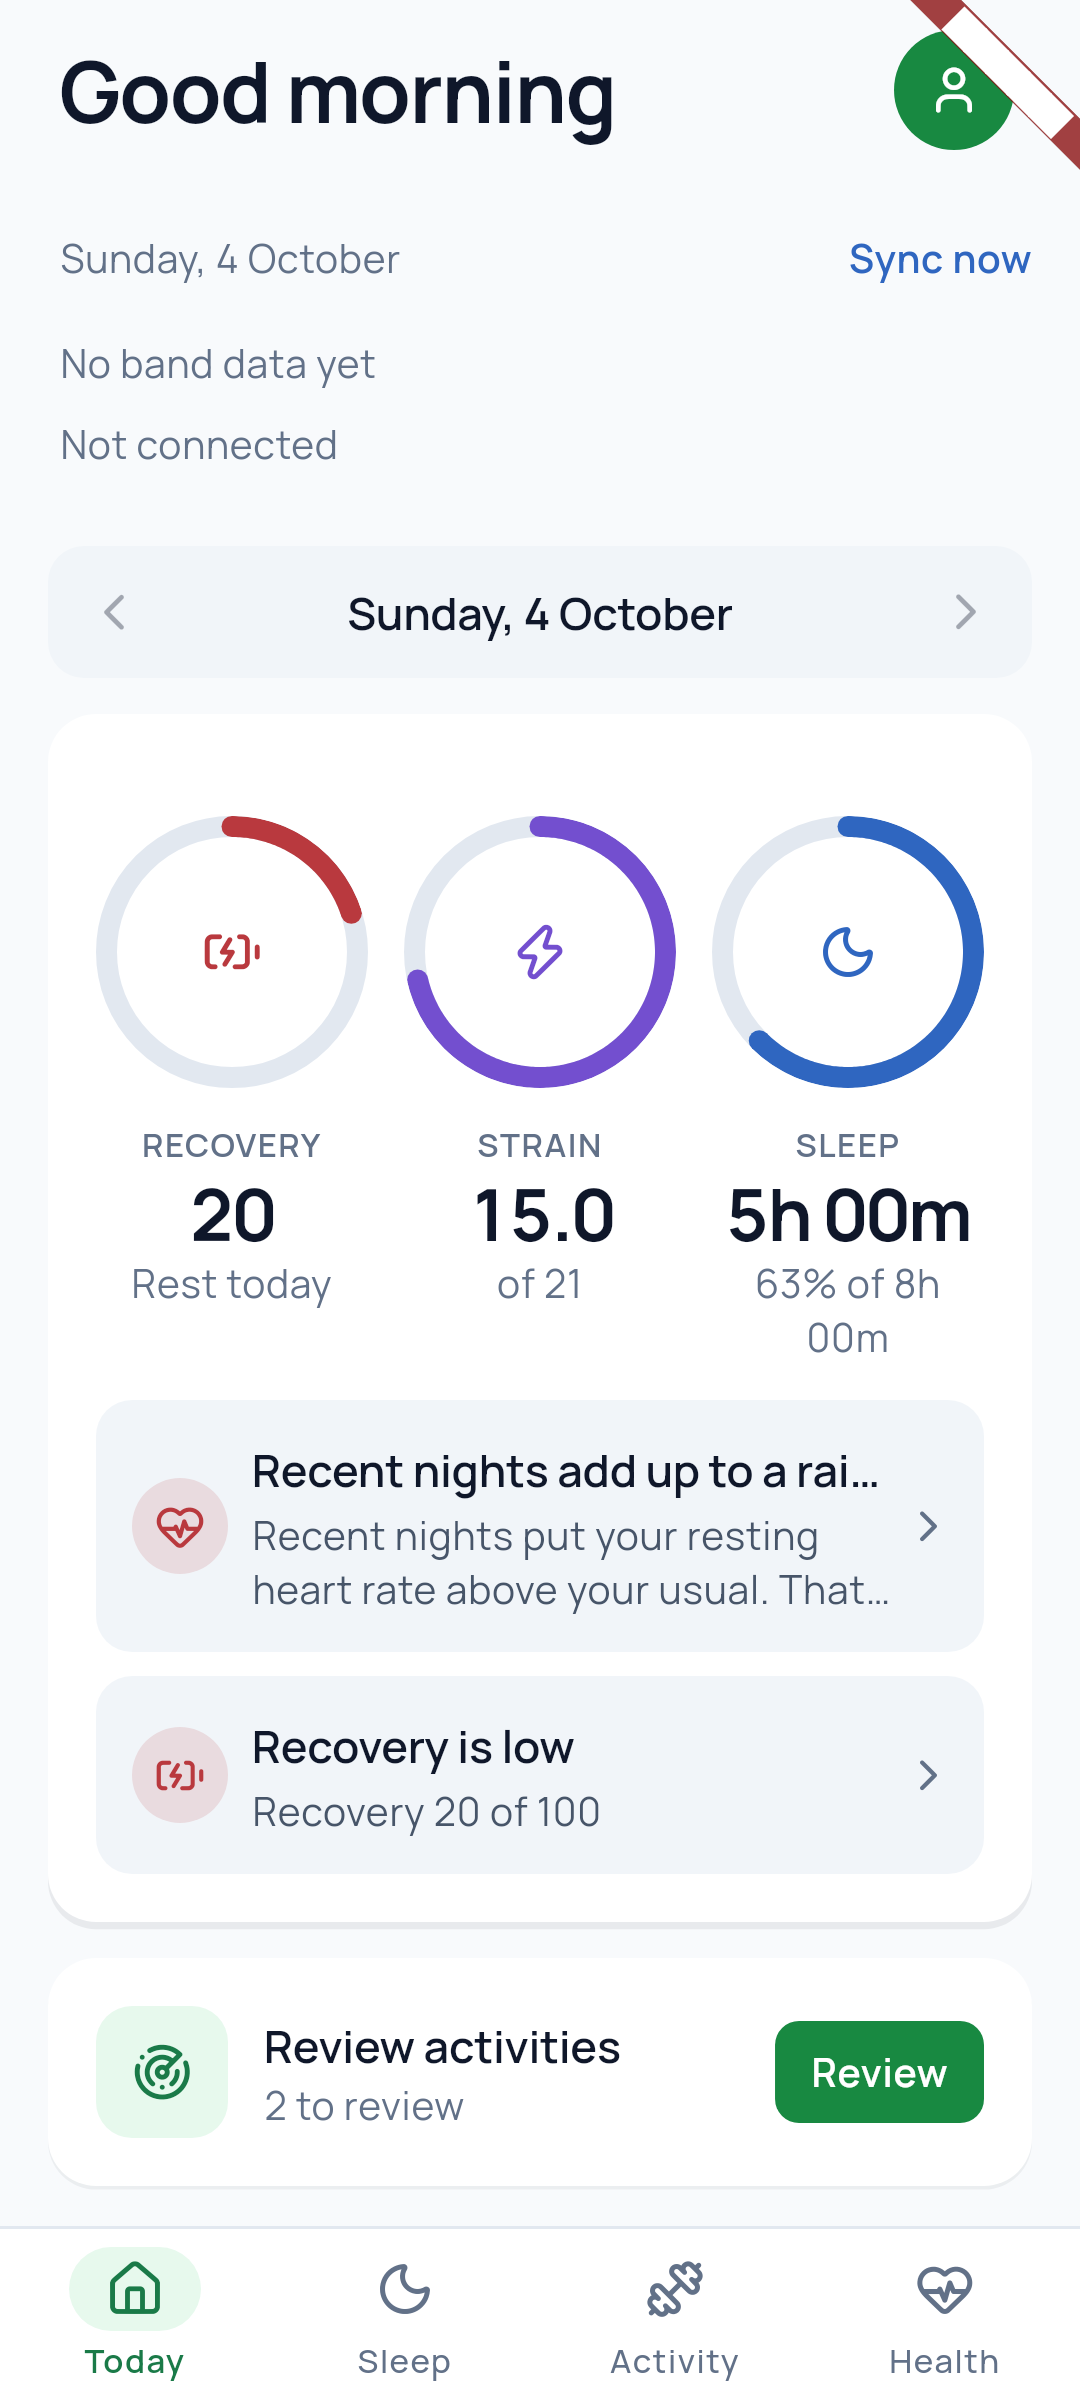 Good morning
Sunday, 4 October
Sync now
No band data yet
Not connected
Sunday, 4 October
RECOVERY
STRAIN
SLEEP
20
15.0
5h 00m
Rest today
of 21
63% of 8h
00m
Recent nights add up to a rai...
Recent nights put your resting
heart rate above your usual. That...
Recovery is low
Recovery 20 of 100
Review activities
2 to review
Review
Today
Sleep
Activity
Health